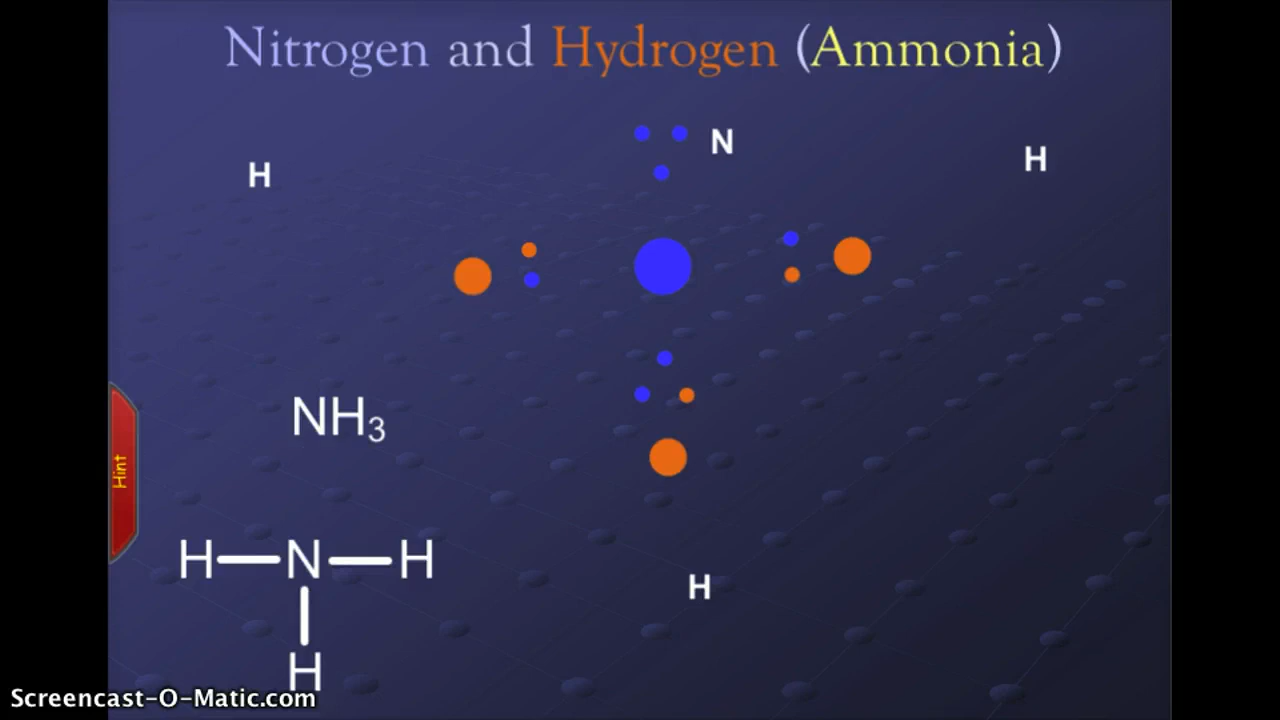 Nitrogen and Hydrogen (Ammonia)
N
H
H
NH₃
Hint
H—N—H
H
H
Screencast-O-Matic.com